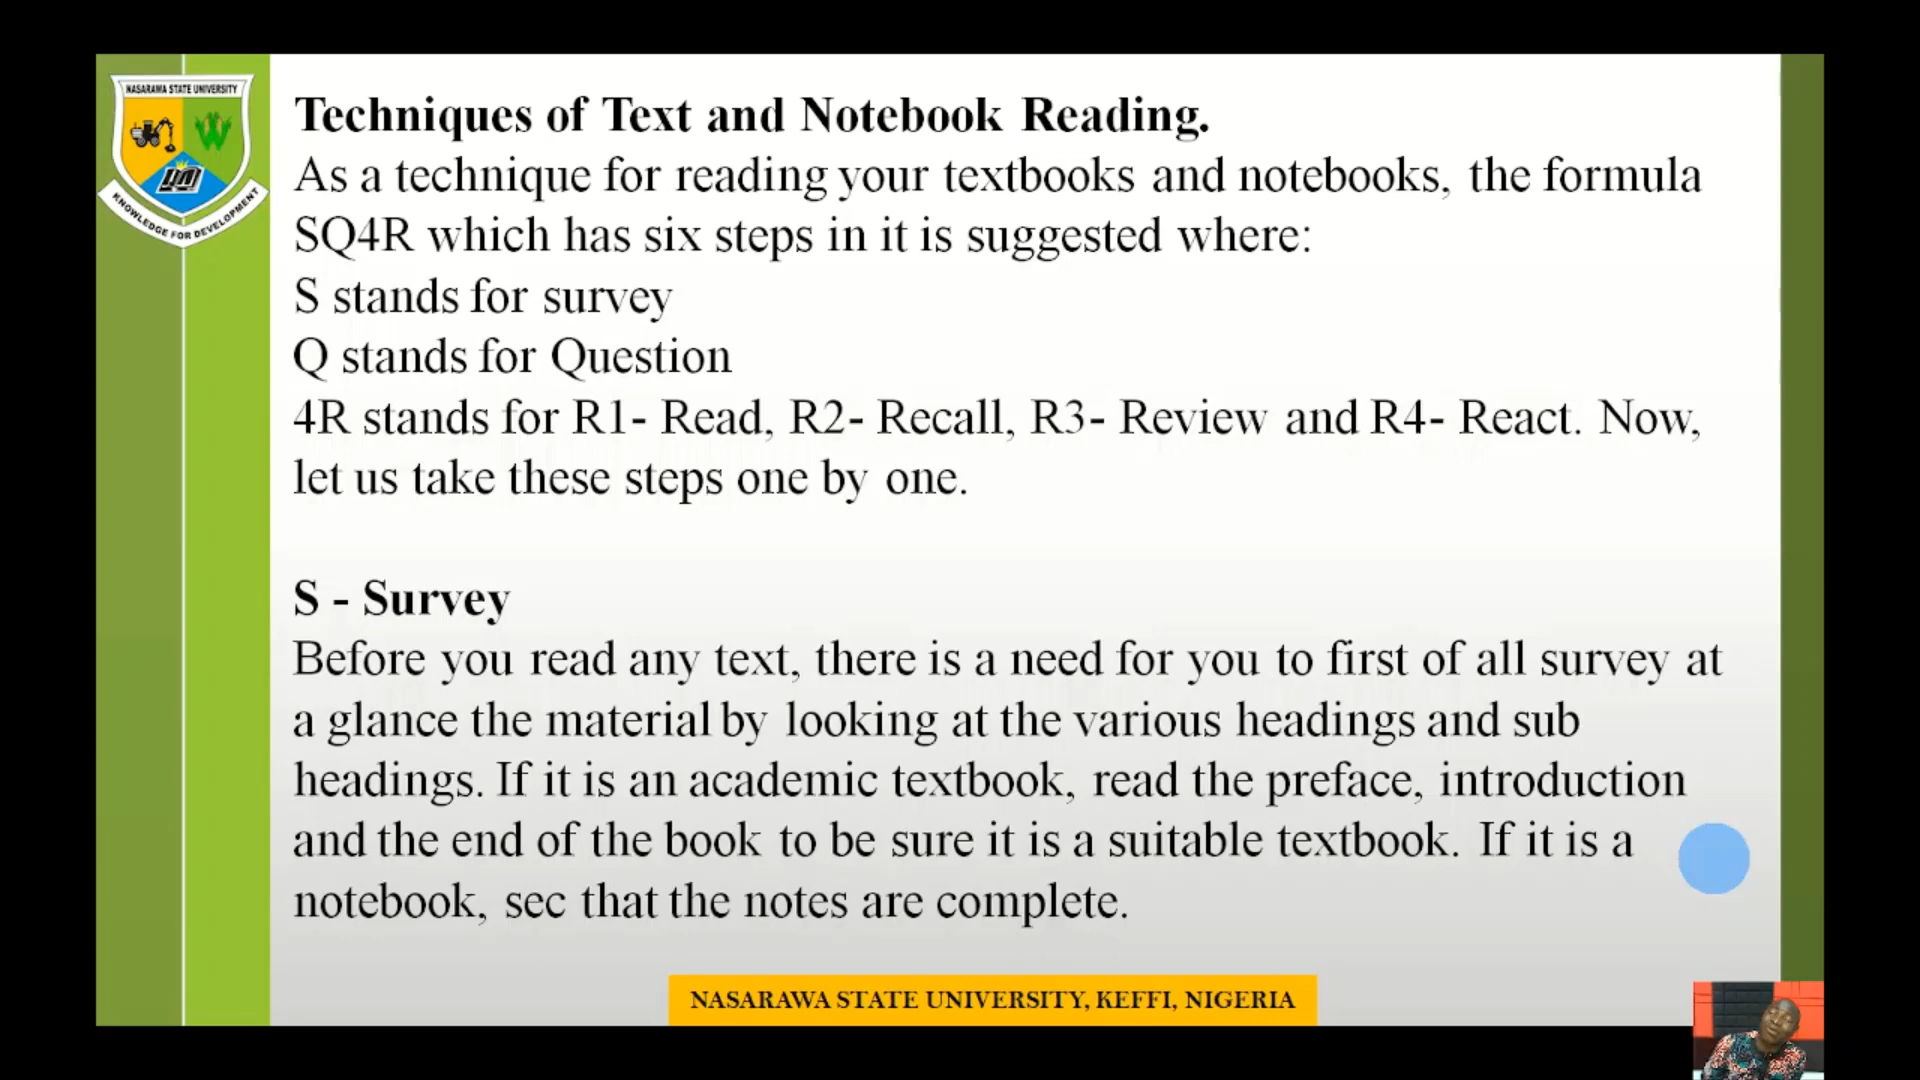 NASARAWA STATE UNIVERSITY
KNOWLEDGE FOR DEVELOPMENT
Techniques of Text and Notebook Reading.
As a technique for reading your textbooks and notebooks, the formula
SQ4R which has six steps in it is suggested where:
S stands for survey
Q stands for Question
4R stands for R1- Read, R2- Recall, R3- Review and R4- React. Now,
let us take these steps one by one.
S - Survey
Before you read any text, there is a need for you to first of all survey at
a glance the material by looking at the various headings and sub
headings. If it is an academic textbook, read the preface, introduction
and the end of the book to be sure it is a suitable textbook. If it is a
notebook, sec that the notes are complete.
NASARAWA STATE UNIVERSITY, KEFFI, NIGERIA